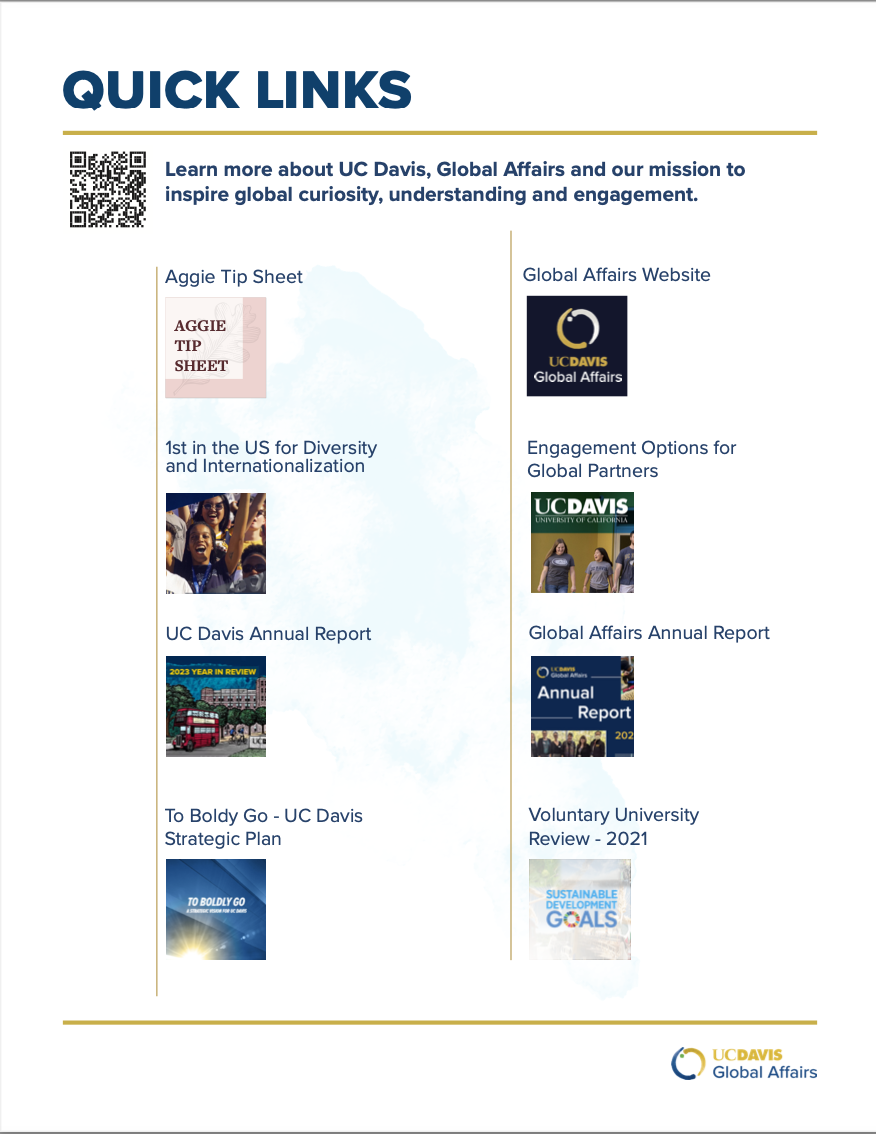 QUICK LINKS
Learn more about UC Davis, Global Affairs and our mission to
inspire global curiosity, understanding and engagement.
Aggie Tip Sheet
AGGIE
TIP
SHEET
1st in the US for Diversity
and Internationalization
UC Davis Annual Report
2023 YEAR IN REVIEW
UC
To Boldy Go - UC Davis
Strategic Plan
TO BOLDLY GO
A STRATEGIC VISION FOR UC DAVIS
Global Affairs Website
UCDAVIS
Global Affairs
Engagement Options for
Global Partners
UCDAVIS
UNIVERSITY OF CALIFORNIA
Global Affairs Annual Report
UCDAVIS
Global Affairs
Annual
Report
202
Voluntary University
Review - 2021
SUSTAINABLE
DEVELOPMENT
GOALS
UCDAVIS
Global Affairs